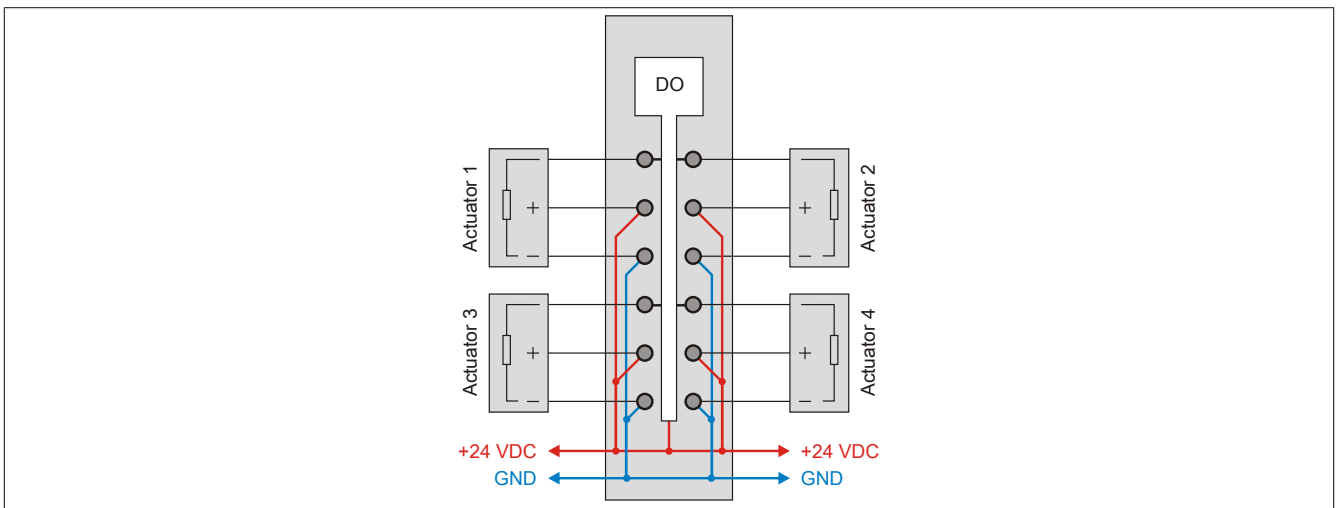 DO
Actuator 1
Actuator 2
+
+
Actuator 3
Actuator 4
+
+
+24 VDC
+24 VDC
GND
GND